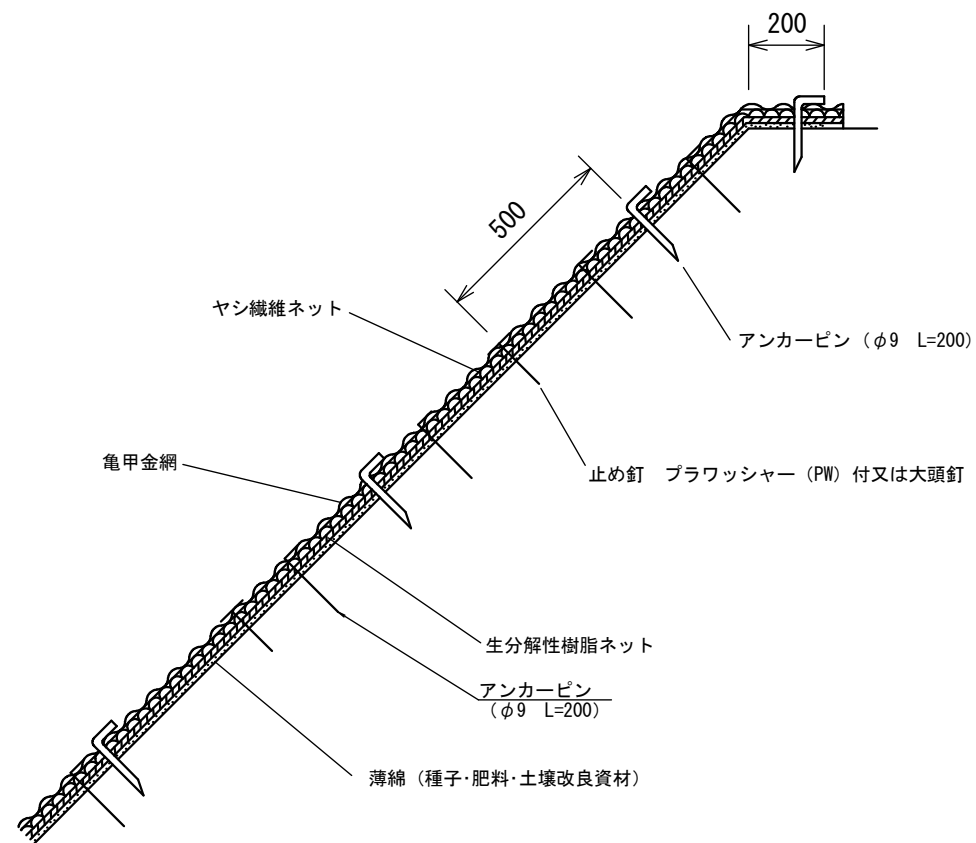 200
500
ヤシ繊維ネット
アンカーピン(φ9 L=200)
亀甲金網
止め釘 プラワッシャー(PW)付又は大頭釘
生分解性樹脂ネット
アンカーピン
(φ9 L=200)
薄綿(種子・肥料・土壌改良資材)